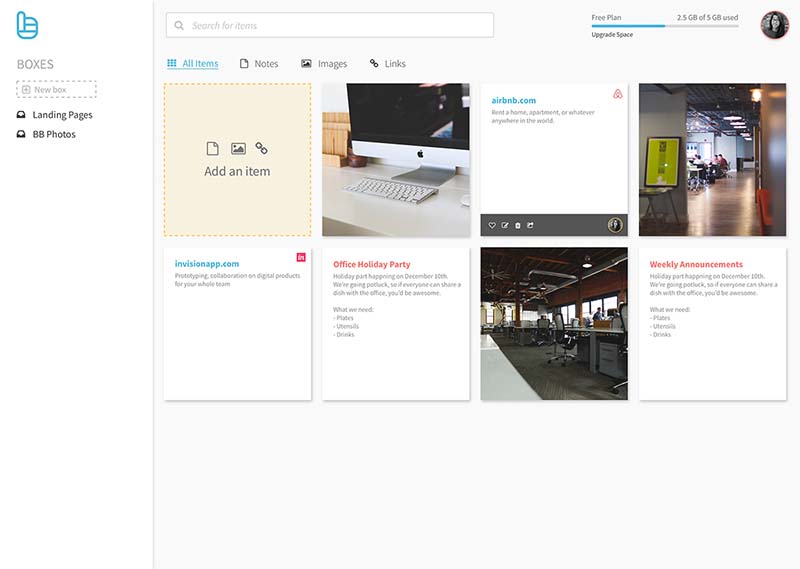 Search for items
Free Plan 2.5 GB of 5 GB used
Upgrade Space
BOXES
New box
Landing Pages
BB Photos
All Items Notes Images Links
Add an item
airbnb.com
Rent a home, apartment, or whatever
anywhere in the world.
invisionapp.com
in
Prototyping, collaboration on digital products
for your whole team
Office Holiday Party
Holiday part happning on December 10th.
We're going potluck, so if everyone can share a
dish with the office, you'd be awesome.
What we need:
- Plates
- Utensils
- Drinks
Weekly Announcements
Holiday part happning on December 10th.
We're going potluck, so if everyone can share a
dish with the office, you'd be awesome.
What we need:
- Plates
- Utensils
- Drinks